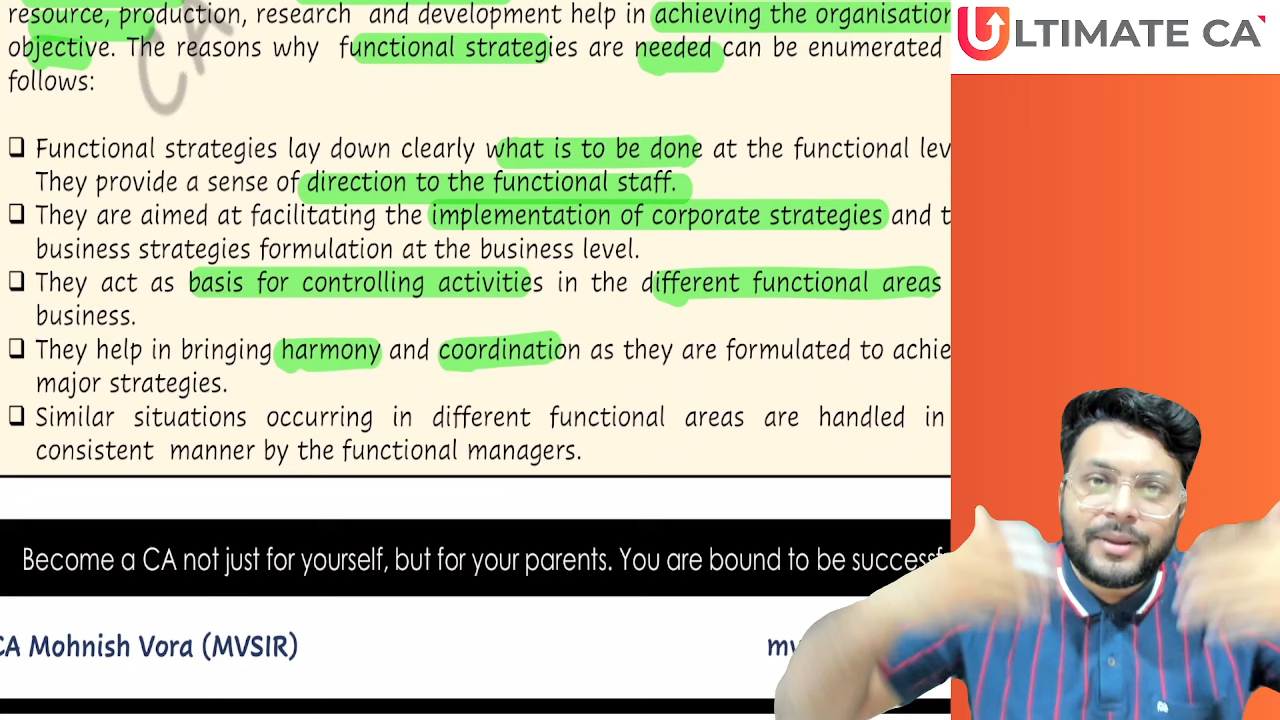 resource, production, research and development help in achieving the organisation
objective. The reasons why functional strategies are needed can be enumerated
follows:
CA
❑ Functional strategies lay down clearly what is to be done at the functional lev
They provide a sense of direction to the functional staff.
❑ They are aimed at facilitating the implementation of corporate strategies and t
business strategies formulation at the business level.
❑ They act as basis for controlling activities in the different functional areas
business.
❑ They help in bringing harmony and coordination as they are formulated to achie
major strategies.
❑ Similar situations occurring in different functional areas are handled in
consistent manner by the functional managers.
Become a CA not just for yourself, but for your parents. You are bound to be successf
CA Mohnish Vora (MVSIR)
mv
ULTIMATE CA